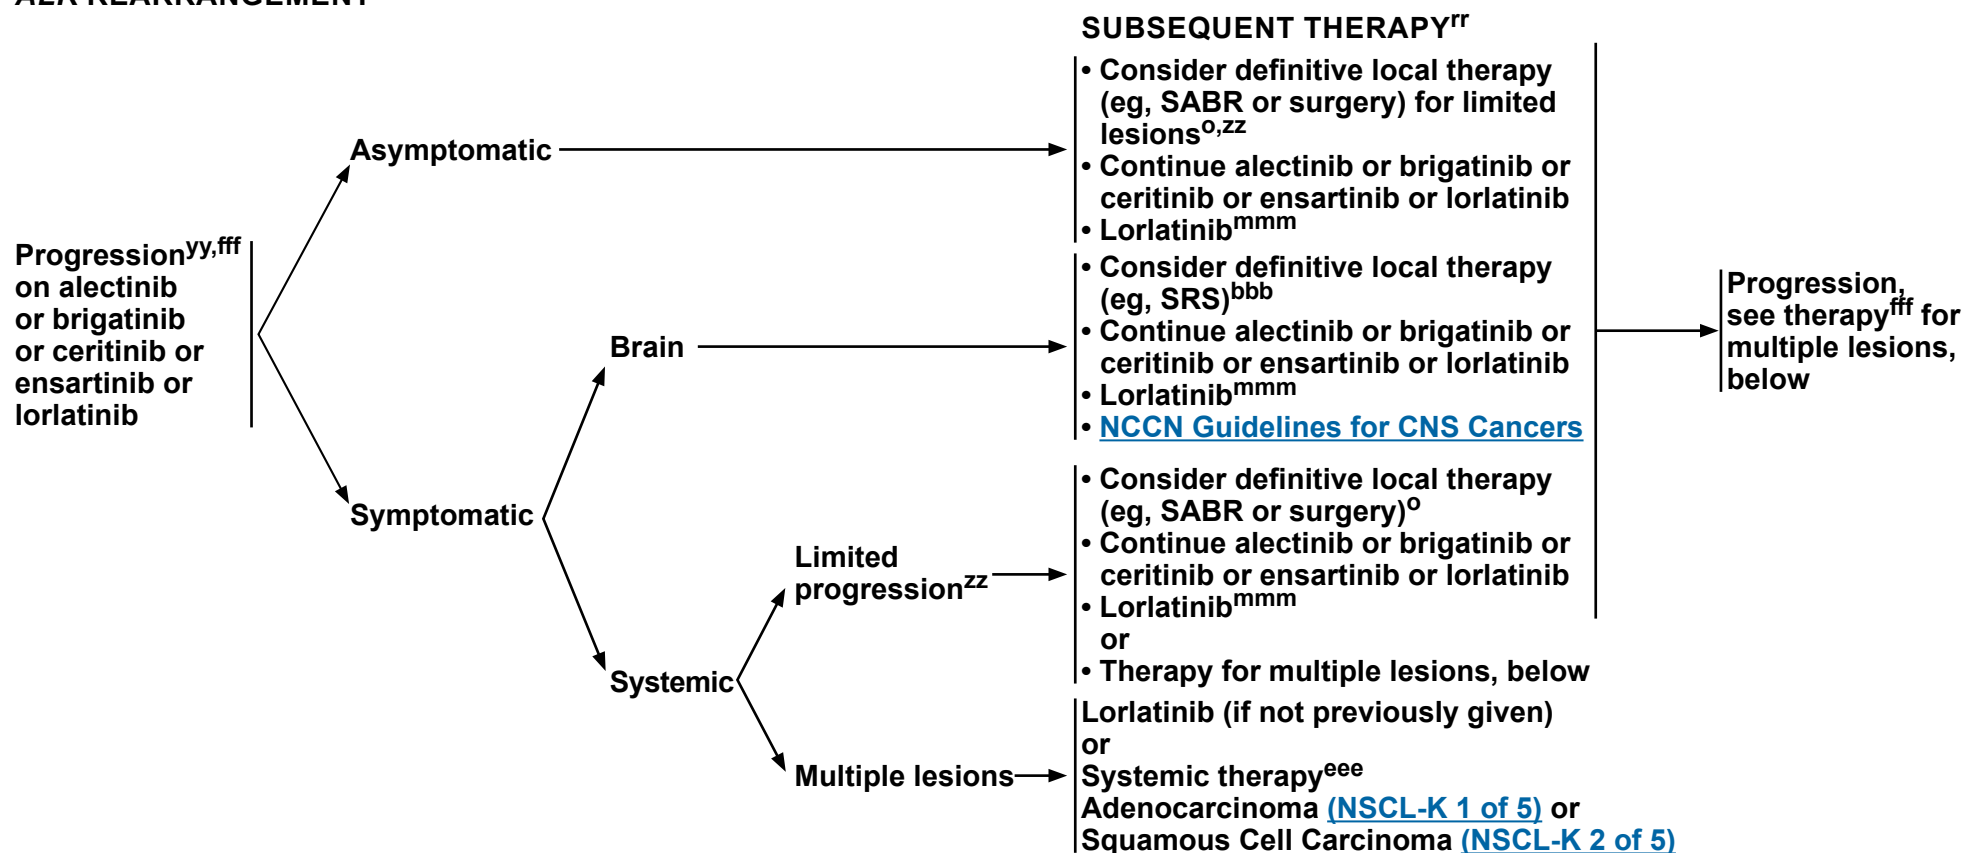 ALK REARRANGEMENT
SUBSEQUENT THERAPYrr
Progressionyy,fff
on alectinib
or brigatinib
or ceritinib or
ensartinib or
lorlatinib
Asymptomatic
• Consider definitive local therapy
(eg, SABR or surgery) for limited
lesionso,zz
• Continue alectinib or brigatinib or
ceritinib or ensartinib or lorlatinib
• Lorlatinibmmm
Symptomatic
Brain
• Consider definitive local therapy
(eg, SRS)bbb
• Continue alectinib or brigatinib or
ceritinib or ensartinib or lorlatinib
• Lorlatinibmmm
• NCCN Guidelines for CNS Cancers
Systemic
Limited
progressionzz
• Consider definitive local therapy
(eg, SABR or surgery)o
• Continue alectinib or brigatinib or
ceritinib or ensartinib or lorlatinib
• Lorlatinibmmm
or
• Therapy for multiple lesions, below
Multiple lesions
Lorlatinib (if not previously given)
or
Systemic therapyeee
Adenocarcinoma (NSCL-K 1 of 5) or
Squamous Cell Carcinoma (NSCL-K 2 of 5)
Progression,
see therapyfff for
multiple lesions,
below